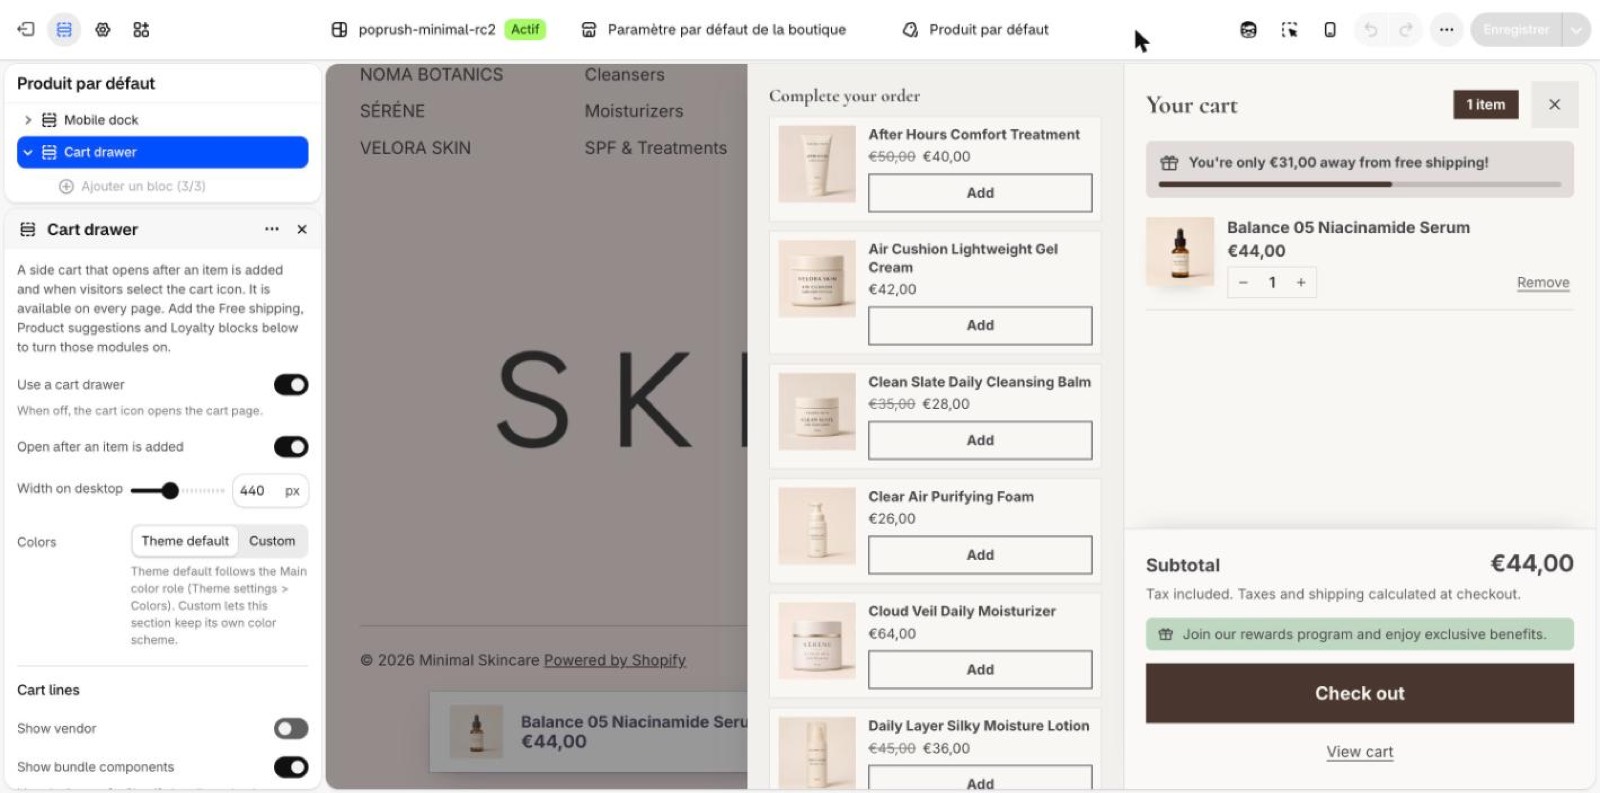 poprush-minimal-rc2 Actif
Paramètre par défaut de la boutique
Produit par défaut
Enregistrer
Produit par défaut
Mobile dock
Cart drawer
Ajouter un bloc (3/3)
Cart drawer
A side cart that opens after an item is added
and when visitors select the cart icon. It is
available on every page. Add the Free shipping,
Product suggestions and Loyalty blocks below
to turn those modules on.
Use a cart drawer
When off, the cart icon opens the cart page.
Open after an item is added
Width on desktop 440 px
Colors Theme default Custom
Theme default follows the Main
color role (Theme settings >
Colors). Custom lets this
section keep its own color
scheme.
Cart lines
Show vendor
Show bundle components
NOMA BOTANICS
SÉRÉNE
VELORA SKIN
Cleansers
Moisturizers
SPF & Treatments
SK
© 2026 Minimal Skincare Powered by Shopify
Balance 05 Niacinamide Seru
€44,00
Complete your order
After Hours Comfort Treatment
€50,00 €40,00
Add
Air Cushion Lightweight Gel
Cream
€42,00
Add
Clean Slate Daily Cleansing Balm
€35,00 €28,00
Add
Clear Air Purifying Foam
€26,00
Add
Cloud Veil Daily Moisturizer
€64,00
Add
Daily Layer Silky Moisture Lotion
€45,00 €36,00
Add
Your cart
1 item
You're only €31,00 away from free shipping!
Balance 05 Niacinamide Serum
€44,00
− 1 +
Remove
Subtotal €44,00
Tax included. Taxes and shipping calculated at checkout.
Join our rewards program and enjoy exclusive benefits.
Check out
View cart